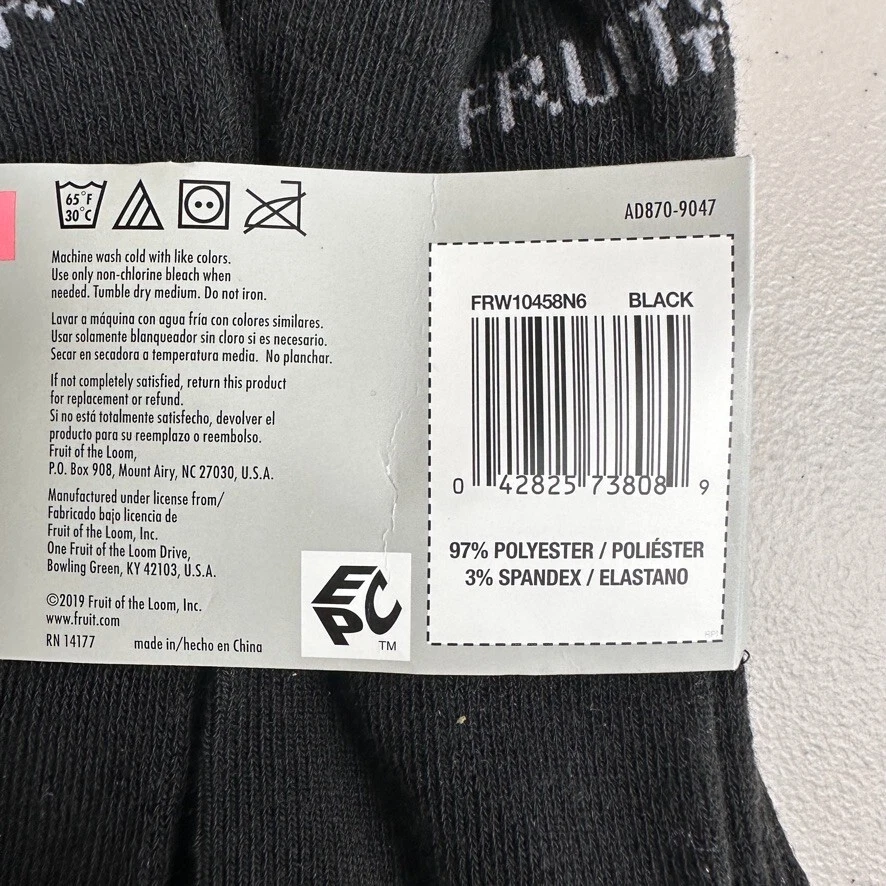 FRUIT
65°F
30°C
AD870-9047
Machine wash cold with like colors.
Use only non-chlorine bleach when
needed. Tumble dry medium. Do not iron.
Lavar a máquina con agua fría con colores similares.
Usar solamente blanqueador sin cloro si es necesario.
Secar en secadora a temperatura media. No planchar.
If not completely satisfied, return this product
for replacement or refund.
Si no está totalmente satisfecho, devolver el
producto para su reemplazo o reembolso.
Fruit of the Loom,
P.O. Box 908, Mount Airy, NC 27030, U.S.A.
Manufactured under license from/
Fabricado bajo licencia de
Fruit of the Loom, Inc.
One Fruit of the Loom Drive,
Bowling Green, KY 42103, U.S.A.
©2019 Fruit of the Loom, Inc.
www.fruit.com
RN 14177 made in/hecho en China
EPC
TM
FRW10458N6 BLACK
0 42825 73808 9
97% POLYESTER / POLIÉSTER
3% SPANDEX / ELASTANO